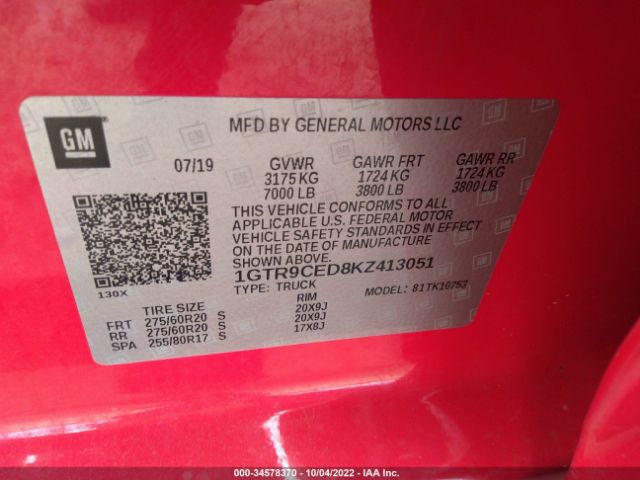 GM
MFD BY GENERAL MOTORS LLC
07/19 GVWR GAWR FRT GAWR RR
3175 KG 1724 KG 1724 KG
7000 LB 3800 LB 3800 LB
THIS VEHICLE CONFORMS TO ALL
APPLICABLE U.S. FEDERAL MOTOR
VEHICLE SAFETY STANDARDS IN EFFECT
ON THE DATE OF MANUFACTURE
SHOWN ABOVE.
1GTR9CED8KZ413051
130X
TYPE: TRUCK MODEL: 81TK10753
TIRE SIZE RIM
FRT 275/60R20 S 20X9J
RR 275/60R20 S 20X9J
SPA 255/80R17 S 17X8J
000-34578370 - 10/04/2022 - IAA Inc.